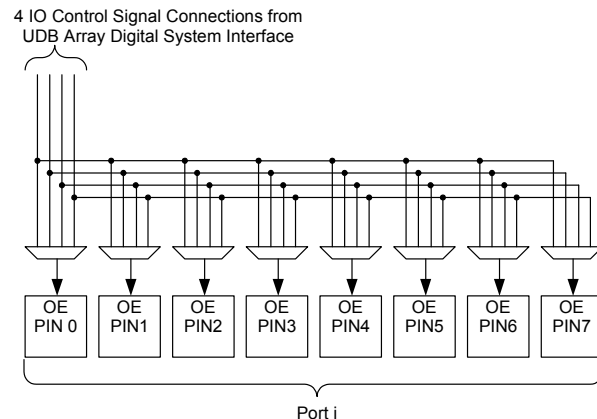 4 IO Control Signal Connections from
UDB Array Digital System Interface
OE
PIN 0
OE
PIN1
OE
PIN2
OE
PIN3
OE
PIN4
OE
PIN5
OE
PIN6
OE
PIN7
Port i